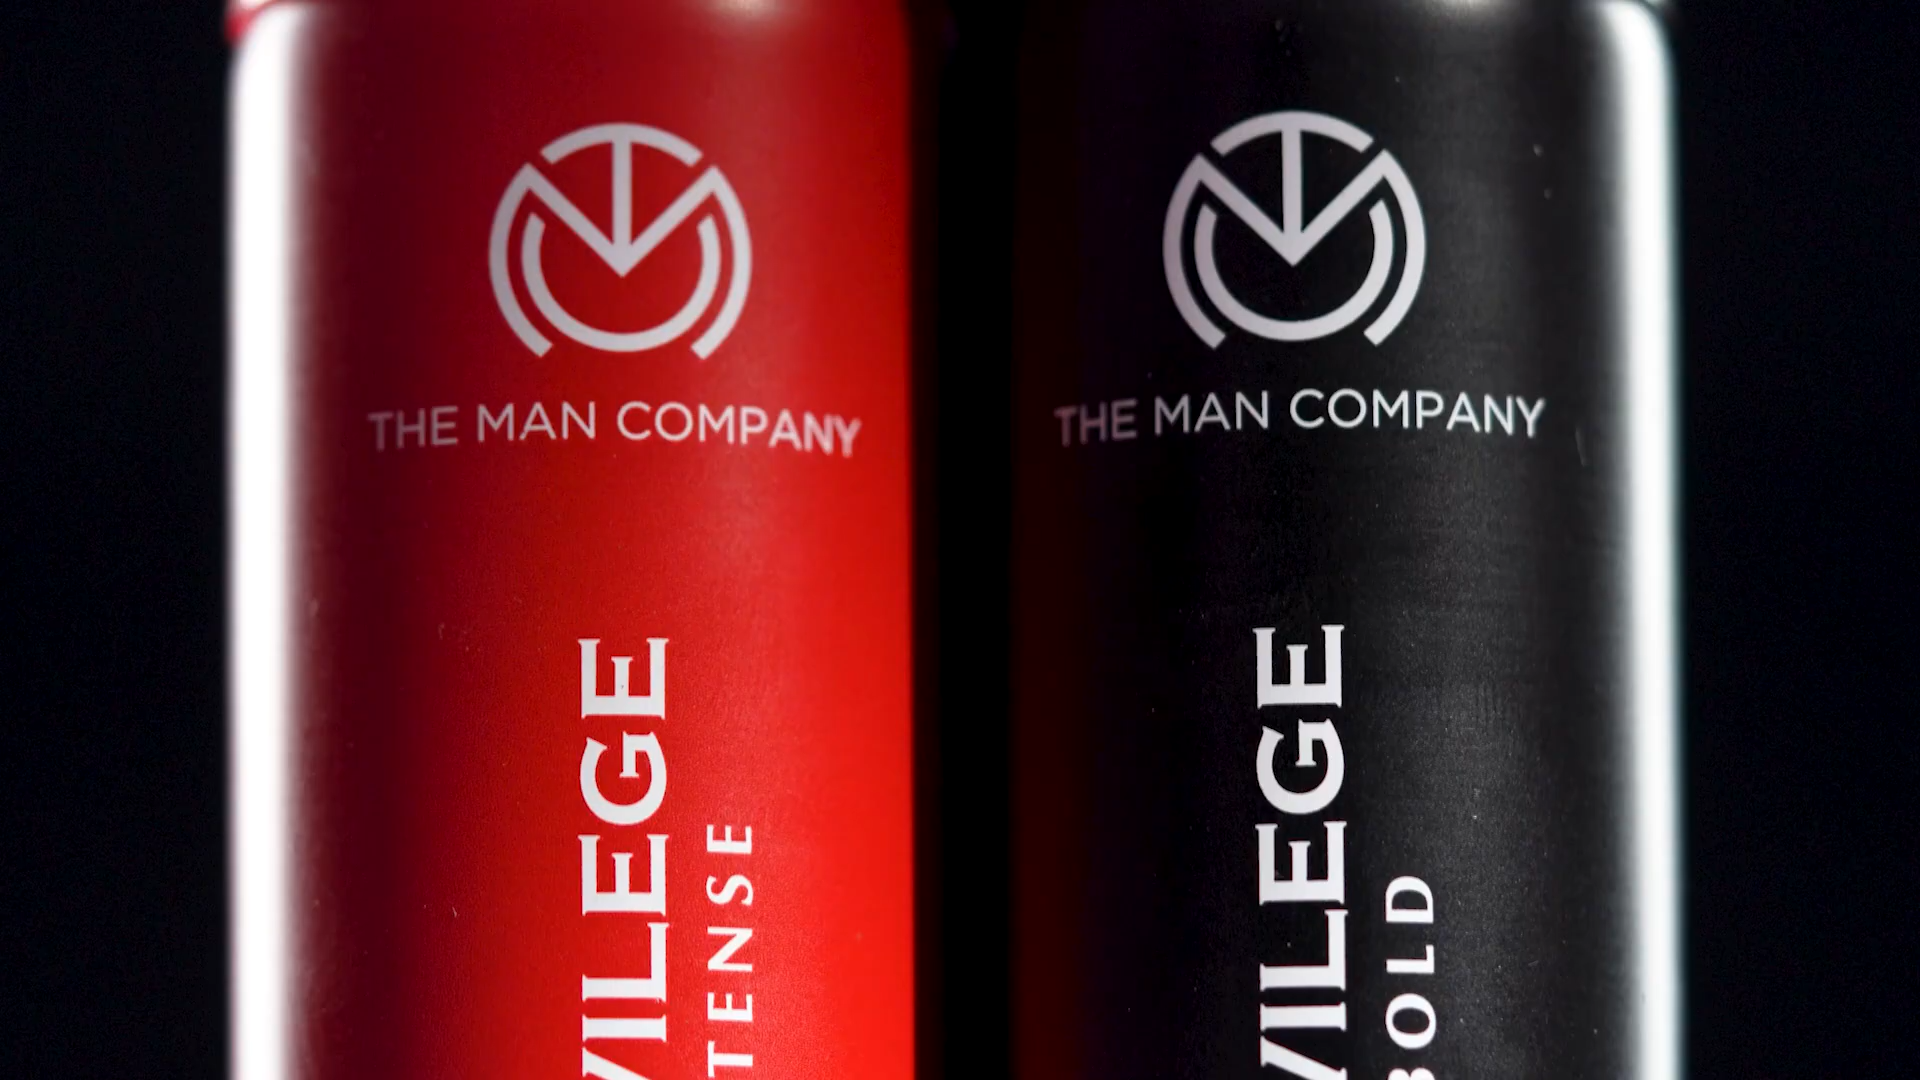 THE MAN COMPANY
VILEGE
TENSE
THE MAN COMPANY
VILEGE
BOLD